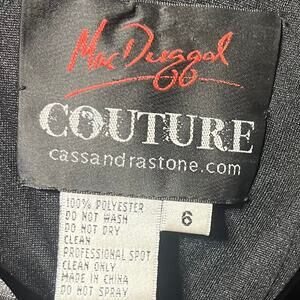 Mac Duggal
COUTURE
cassandrastone.com
100% POLYESTER
DO NOT WASH
DO NOT DRY
CLEAN
PROFESSIONAL SPOT
CLEAN ONLY
MADE IN CHINA
DO NOT SPRAY
6